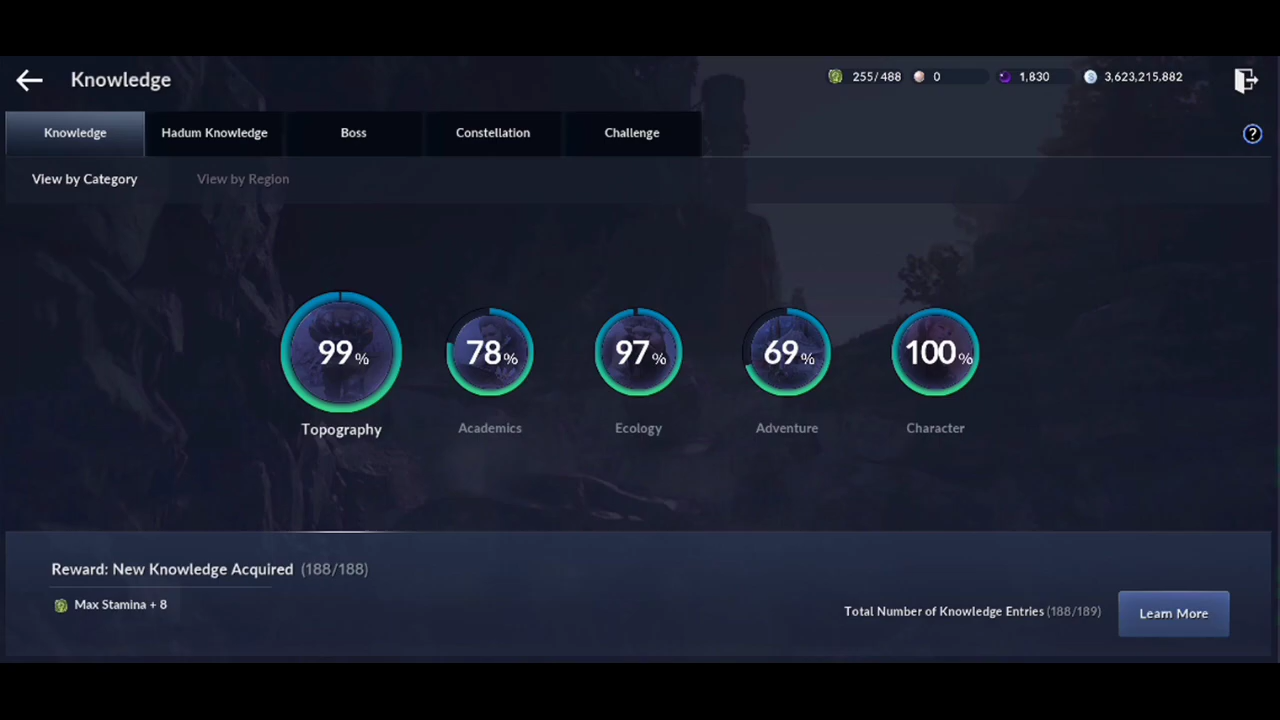 Knowledge
255/488 0 1,830 3,623,215.882
Knowledge Hadum Knowledge Boss Constellation Challenge
?
View by Category View by Region
99% 78% 97% 69% 100%
Topography Academics Ecology Adventure Character
Reward: New Knowledge Acquired (188/188)
Max Stamina + 8
Total Number of Knowledge Entries (188/189) Learn More